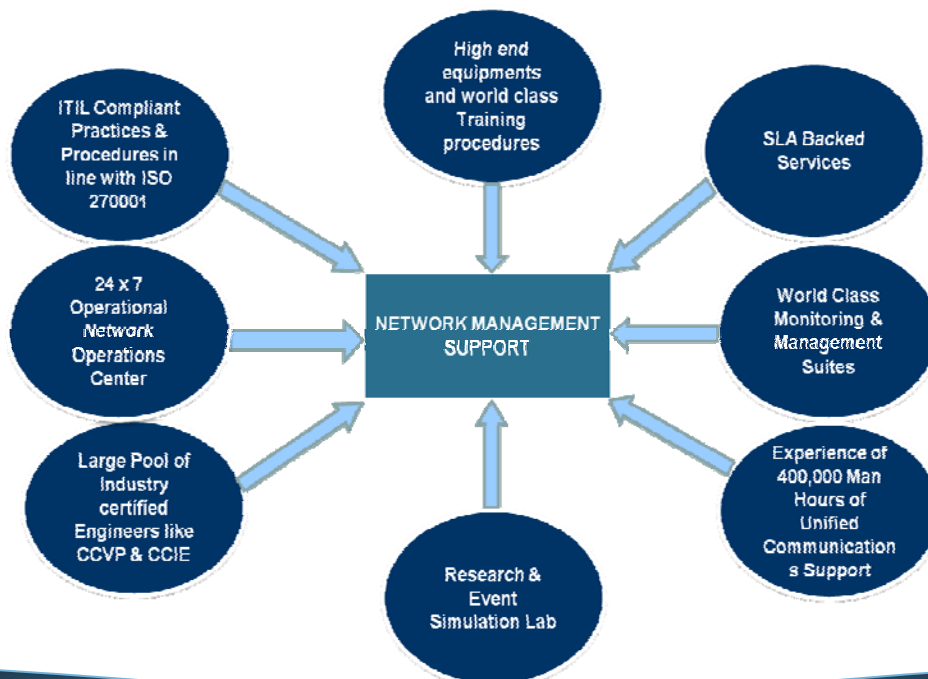 High end
equipments
and world class
Training
procedures
ITIL Compliant
Practices &
Procedures in
line with ISO
270001
SLA Backed
Services
24 x 7
Operational
Network
Operations
Center
NETWORK MANAGEMENT
SUPPORT
World Class
Monitoring &
Management
Suites
Large Pool of
Industry
certified
Engineers like
CCVP & CCIE
Research &
Event
Simulation Lab
Experience of
400,000 Man
Hours of
Unified
Communication
s Support